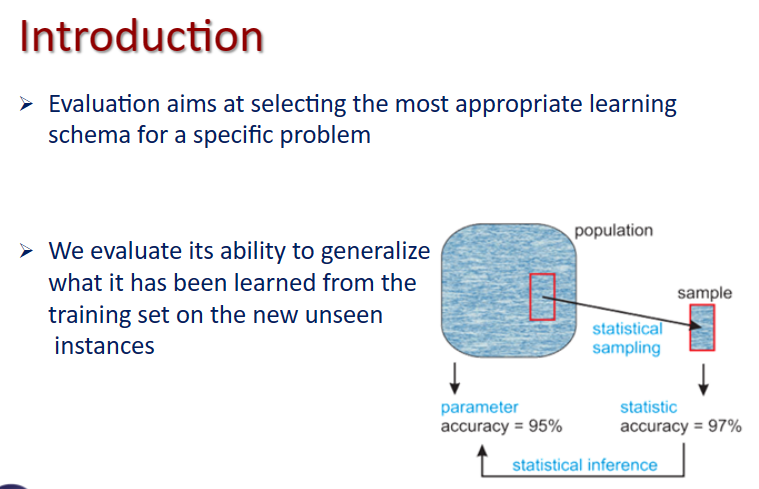 Introduction
➢ Evaluation aims at selecting the most appropriate learning
schema for a specific problem
➢ We evaluate its ability to generalize
what it has been learned from the
training set on the new unseen
instances
population
sample
statistical
sampling
parameter
accuracy = 95%
statistic
accuracy = 97%
statistical inference